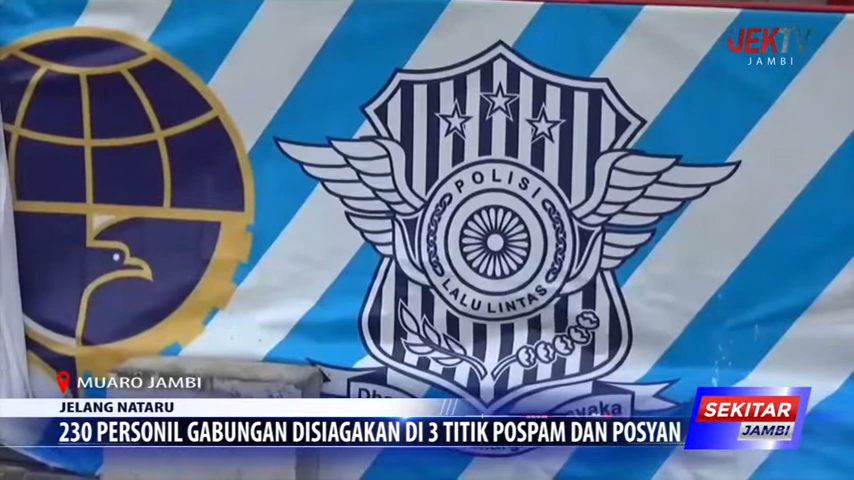 JEKTV
JAMBI
POLISI
LALU LINTAS
MUARO JAMBI
JELANG NATARU
230 PERSONIL GABUNGAN DISIAGAKAN DI 3 TITIK POSPAM DAN POSYAN
SEKITAR
JAMBI